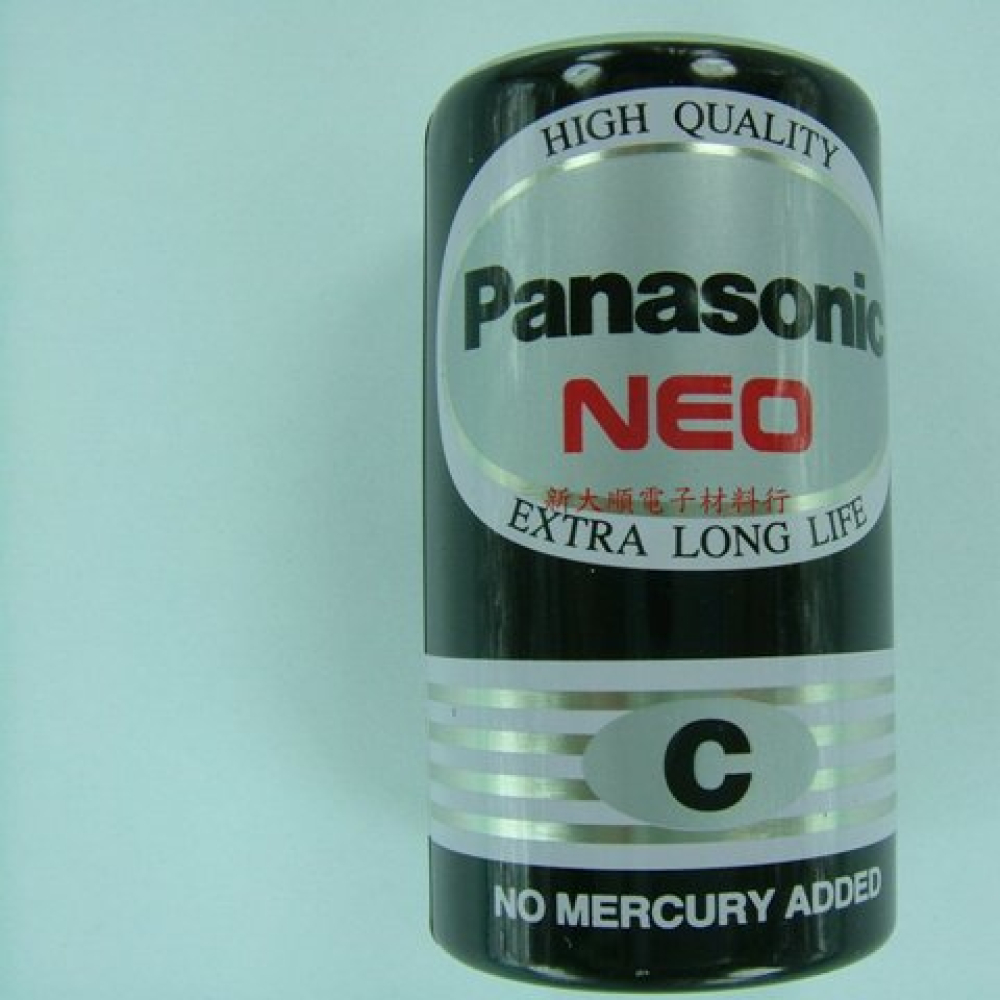 HIGH QUALITY
Panasonic
NEO
新大順電子材料行
EXTRA LONG LIFE
C
NO MERCURY ADDED